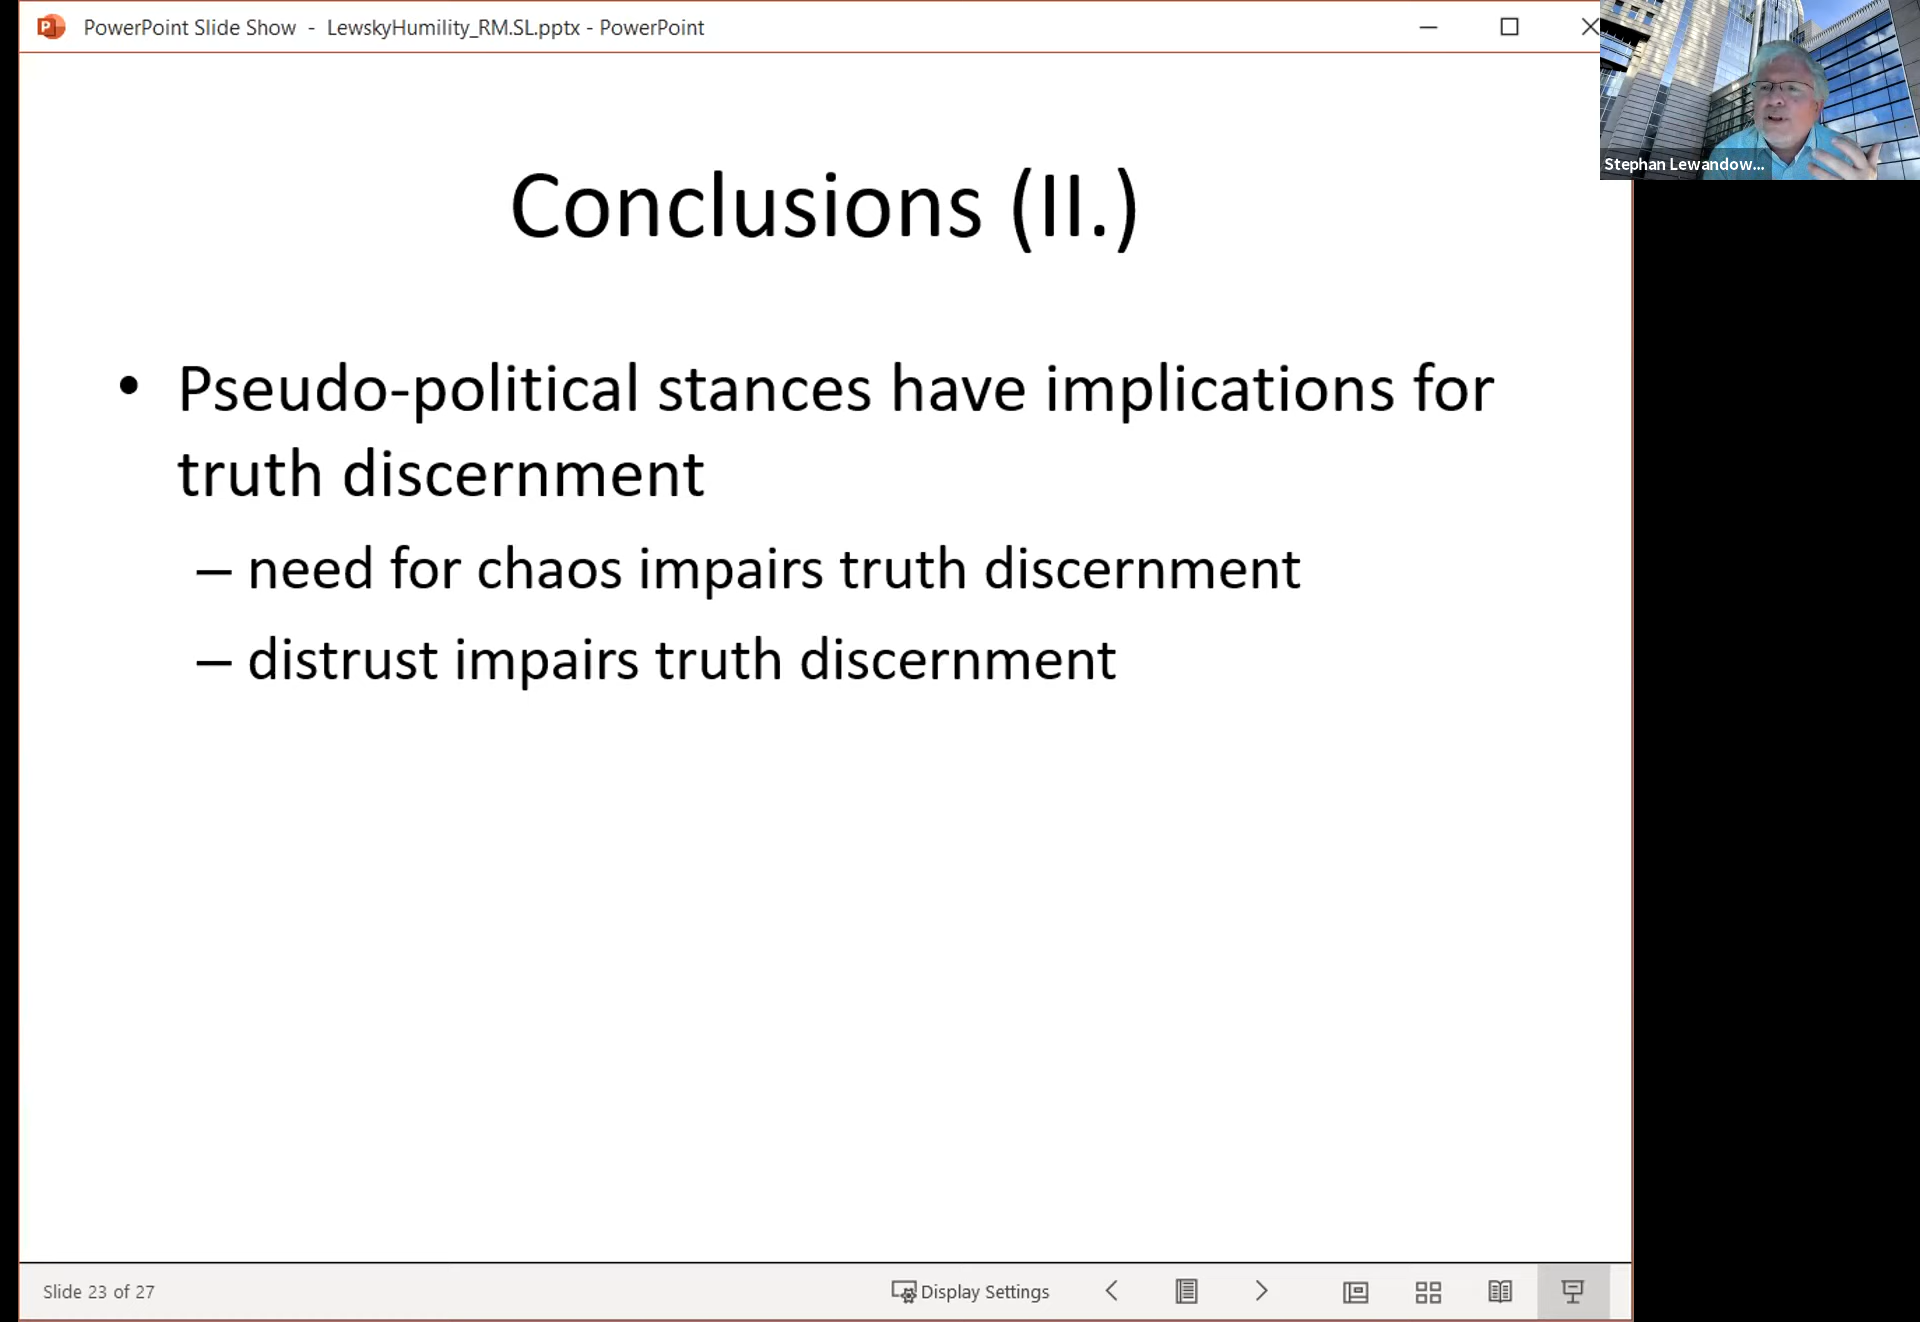 PowerPoint Slide Show - LewskyHumility_RM.SL.pptx - PowerPoint
Stephan Lewandow...
Conclusions (II.)
• Pseudo-political stances have implications for
truth discernment
– need for chaos impairs truth discernment
– distrust impairs truth discernment
Slide 23 of 27
Display Settings